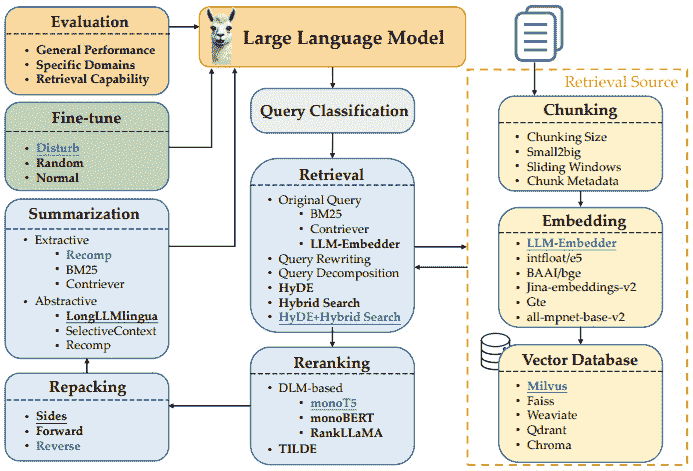 Evaluation
• General Performance
• Specific Domains
• Retrieval Capability
Large Language Model
Fine-tune
• Disturb
• Random
• Normal
Query Classification
Summarization
• Extractive
• Recomp
• BM25
• Contriever
• Abstractive
• LongLLMlingua
• SelectiveContext
• Recomp
Retrieval
• Original Query
• BM25
• Contriever
• LLM-Embedder
• Query Rewriting
• Query Decomposition
• HyDE
• Hybrid Search
• HyDE+Hybrid Search
Repacking
• Sides
• Forward
• Reverse
Reranking
• DLM-based
• monoT5
• monoBERT
• RankLLaMA
• TILDE
Retrieval Source
Chunking
• Chunking Size
• Small2big
• Sliding Windows
• Chunk Metadata
Embedding
• LLM-Embedder
• intfloat/e5
• BAAI/bge
• Jina-embeddings-v2
• Gte
• all-mpnet-base-v2
Vector Database
• Milvus
• Faiss
• Weaviate
• Qdrant
• Chroma